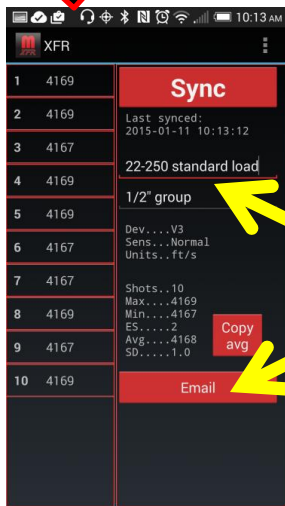 10:13 AM
XFR
1 4169
2 4169
3 4167
4 4169
5 4169
6 4167
7 4167
8 4169
9 4167
10 4169
Sync
Last synced:
2015-01-11 10:13:12
22-250 standard load
1/2" group
Dev....V3
Sens...Normal
Units..ft/s
Shots..10
Max....4169
Min....4167
ES.....2
Avg....4168
SD.....1.0
Copy
avg
Email